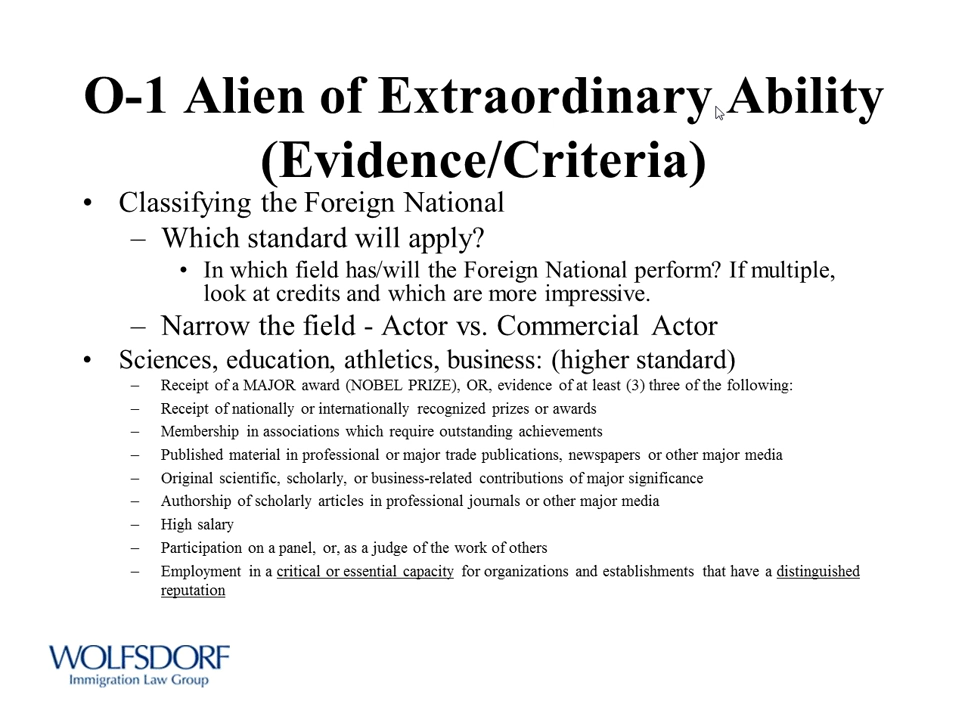 O-1 Alien of Extraordinary Ability
(Evidence/Criteria)
• Classifying the Foreign National
– Which standard will apply?
• In which field has/will the Foreign National perform? If multiple,
look at credits and which are more impressive.
– Narrow the field - Actor vs. Commercial Actor
• Sciences, education, athletics, business: (higher standard)
– Receipt of a MAJOR award (NOBEL PRIZE), OR, evidence of at least (3) three of the following:
– Receipt of nationally or internationally recognized prizes or awards
– Membership in associations which require outstanding achievements
– Published material in professional or major trade publications, newspapers or other major media
– Original scientific, scholarly, or business-related contributions of major significance
– Authorship of scholarly articles in professional journals or other major media
– High salary
– Participation on a panel, or, as a judge of the work of others
– Employment in a critical or essential capacity for organizations and establishments that have a distinguished
reputation
WOLFSDORF
Immigration Law Group